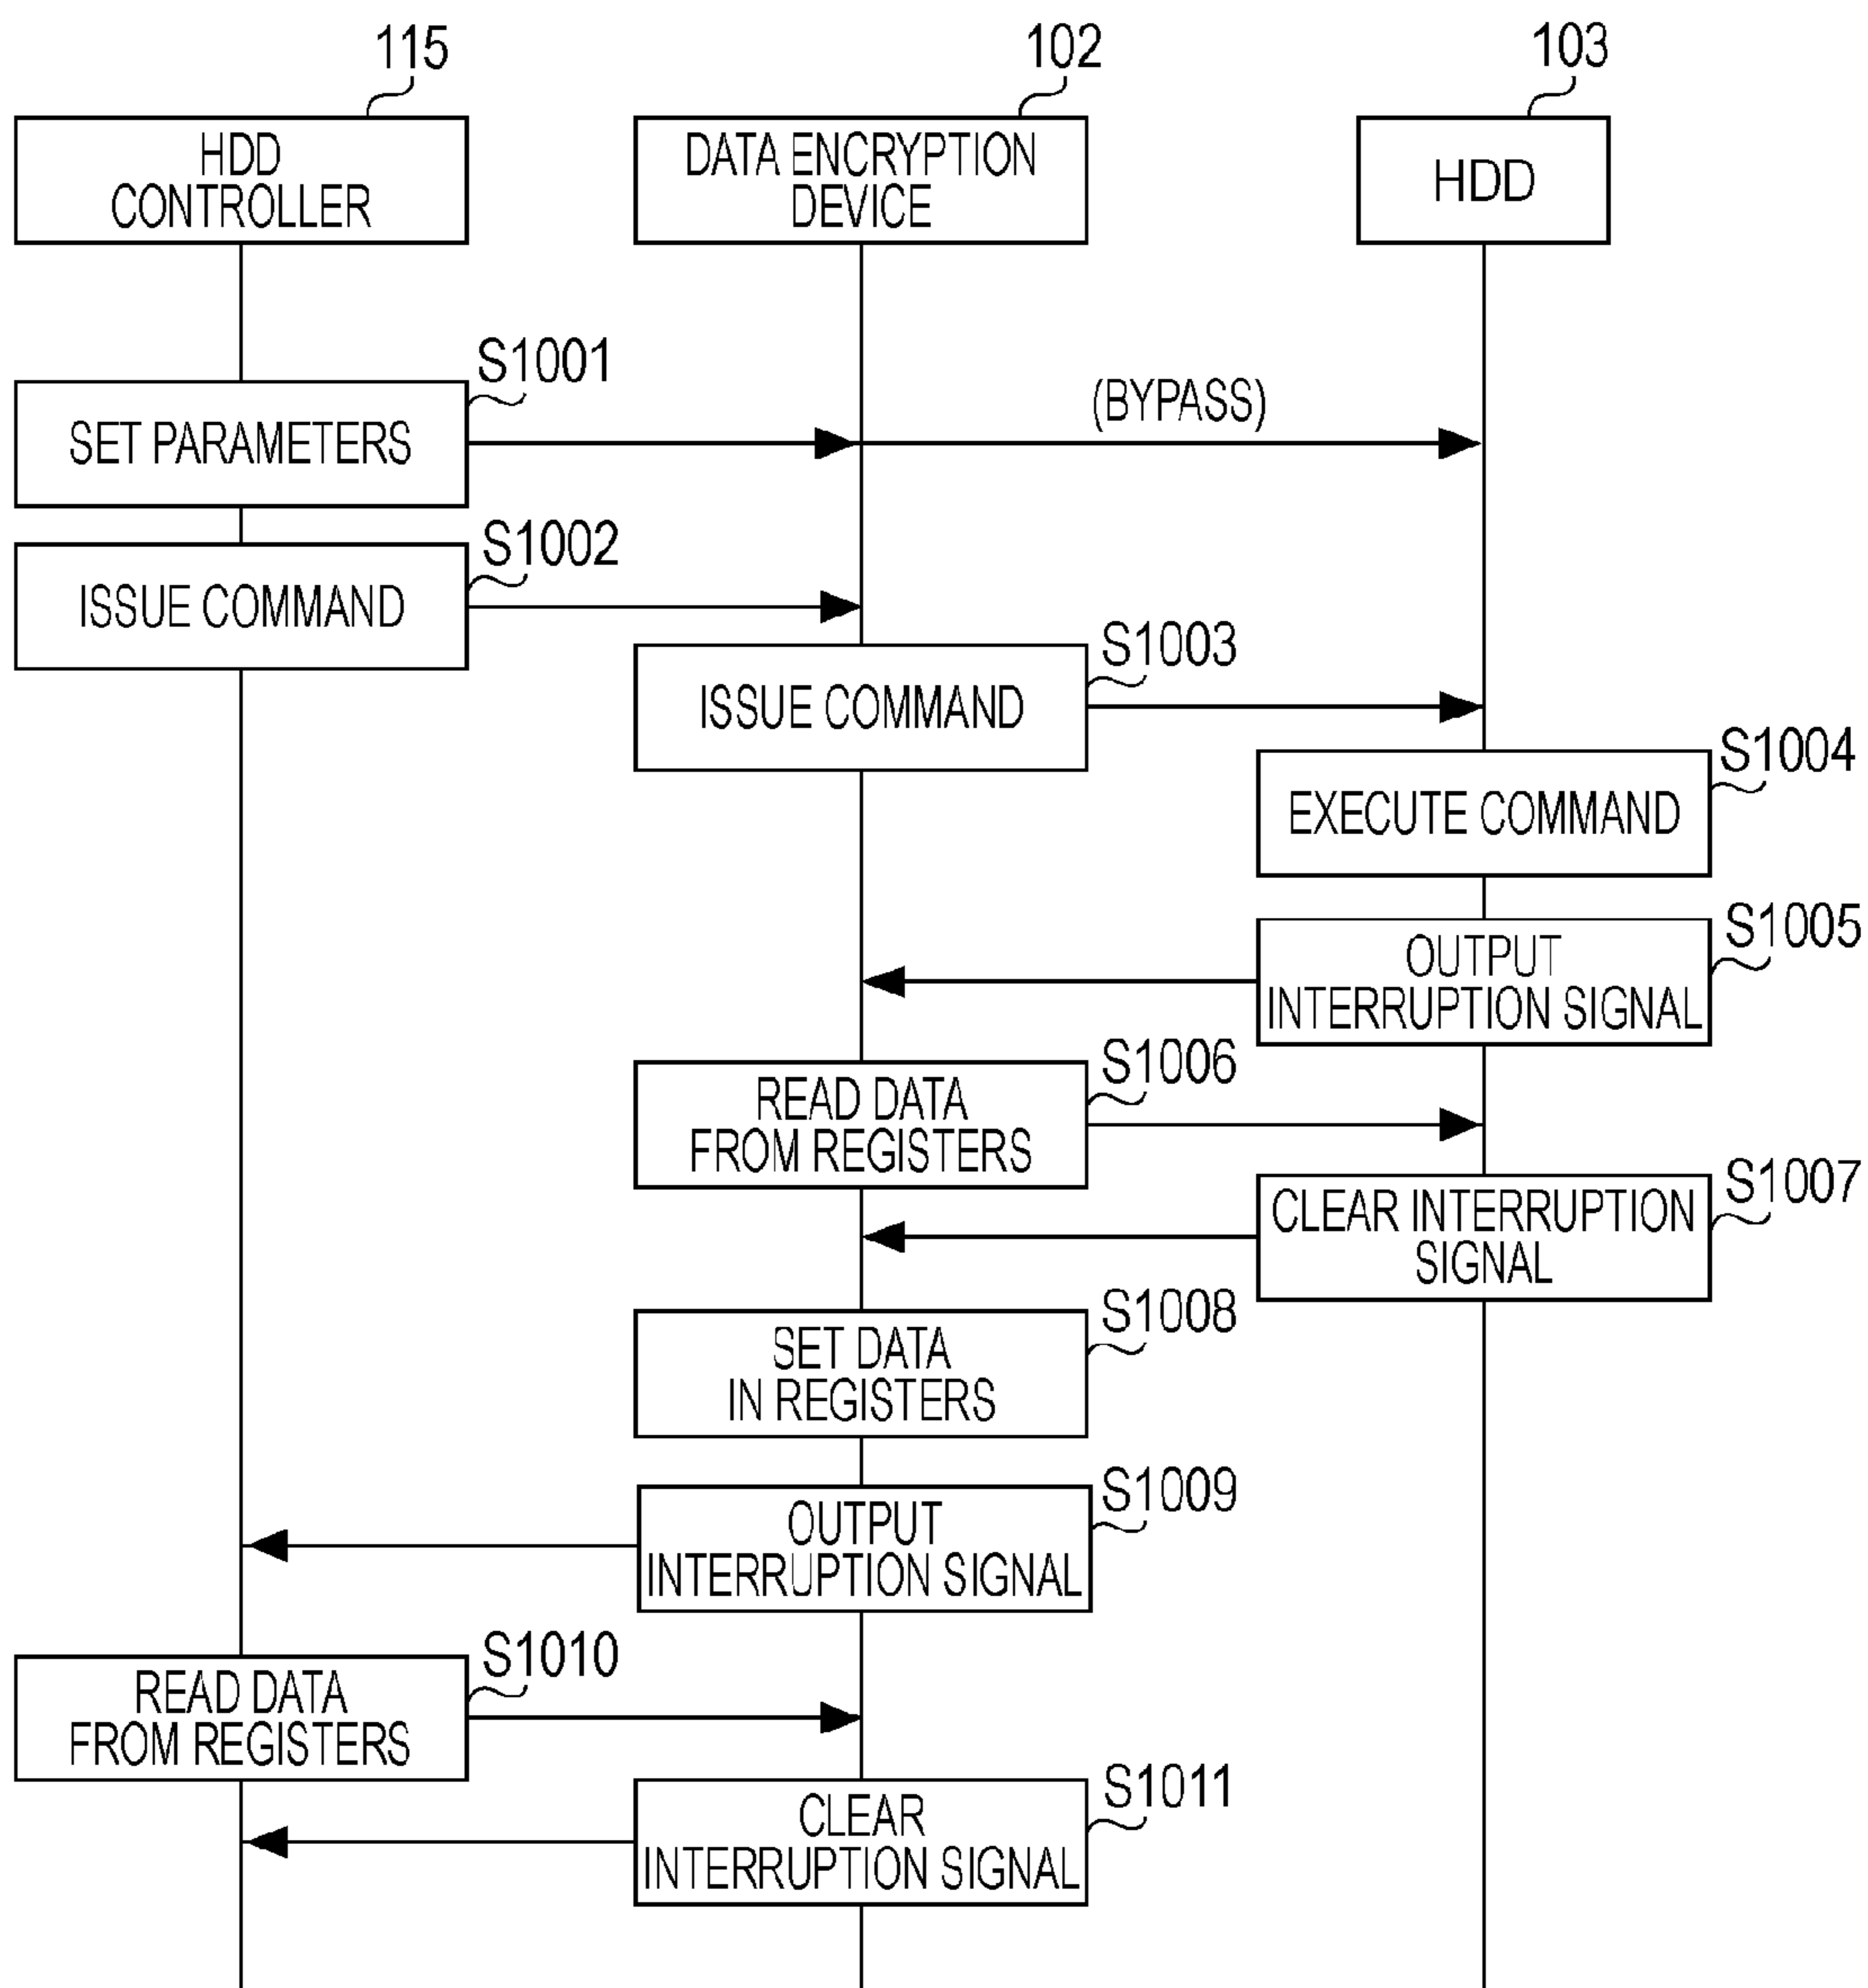 115
102
103
HDD
CONTROLLER
DATA ENCRYPTION
DEVICE
HDD
S1001
SET PARAMETERS
(BYPASS)
S1002
ISSUE COMMAND
S1003
ISSUE COMMAND
S1004
EXECUTE COMMAND
S1005
OUTPUT
INTERRUPTION SIGNAL
S1006
READ DATA
FROM REGISTERS
S1007
CLEAR INTERRUPTION
SIGNAL
S1008
SET DATA
IN REGISTERS
S1009
OUTPUT
INTERRUPTION SIGNAL
S1010
READ DATA
FROM REGISTERS
S1011
CLEAR
INTERRUPTION SIGNAL